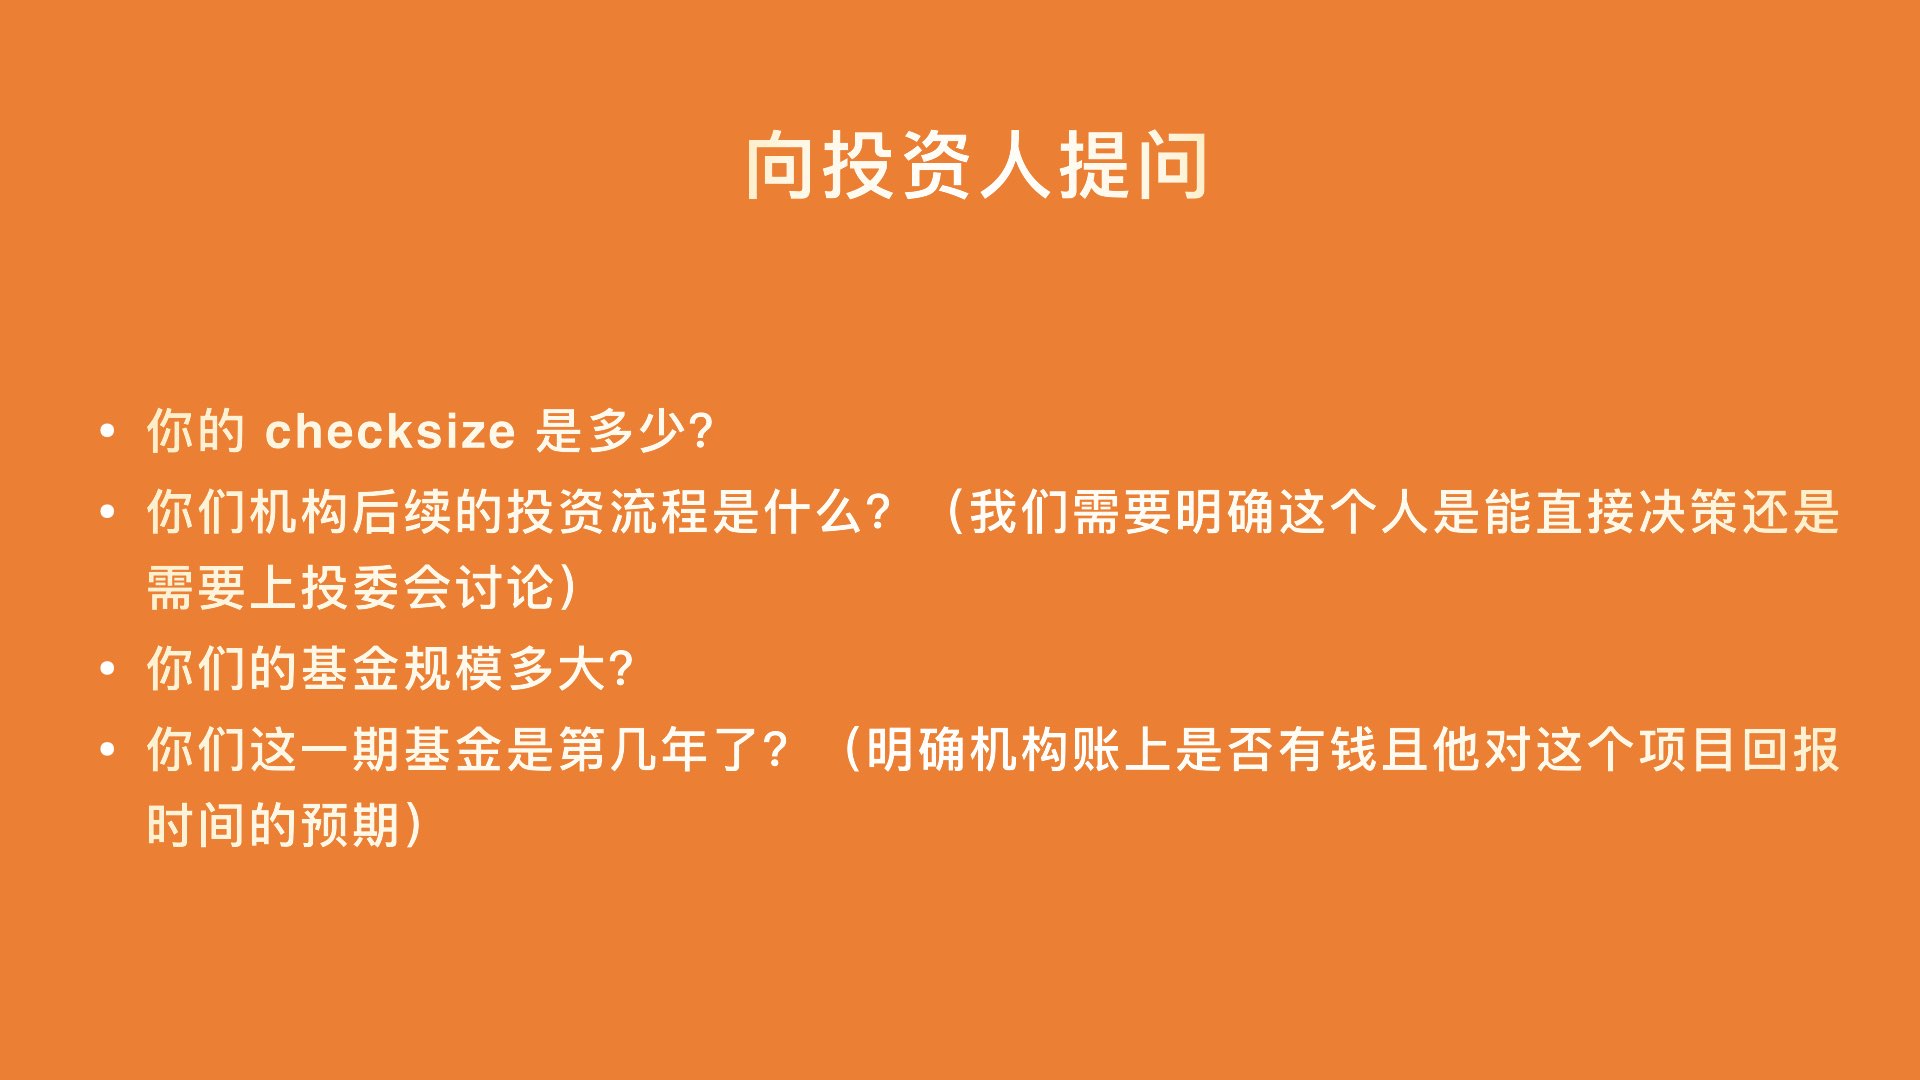 向投资人提问
• 你的 checksize 是多少？
• 你们机构后续的投资流程是什么？（我们需要明确这个人是能直接决策还是
需要上投委会讨论）
• 你们的基金规模多大？
• 你们这一期基金是第几年了？（明确机构账上是否有钱且他对这个项目回报
时间的预期）